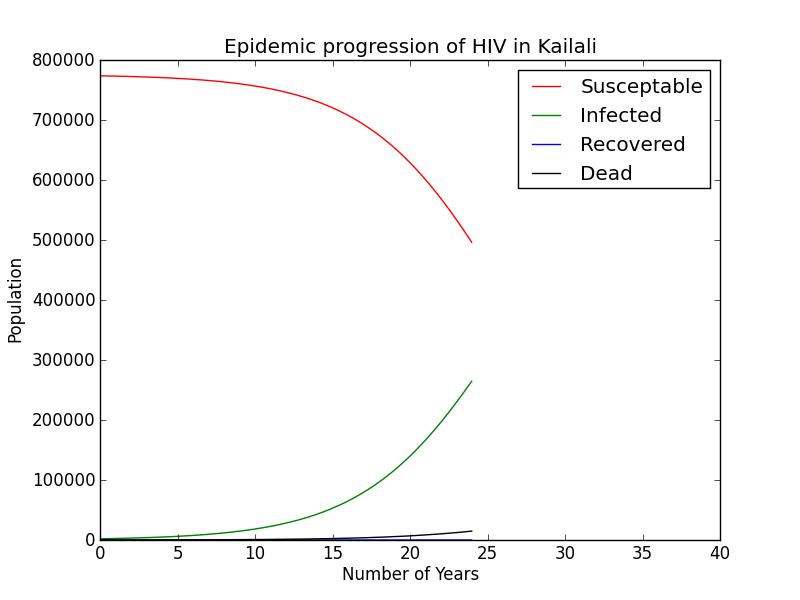 Epidemic progression of HIV in Kailali
800000
700000
600000
500000
400000
300000
200000
100000
0
Population
Susceptable
Infected
Recovered
Dead
0 5 10 15 20 25 30 35 40
Number of Years